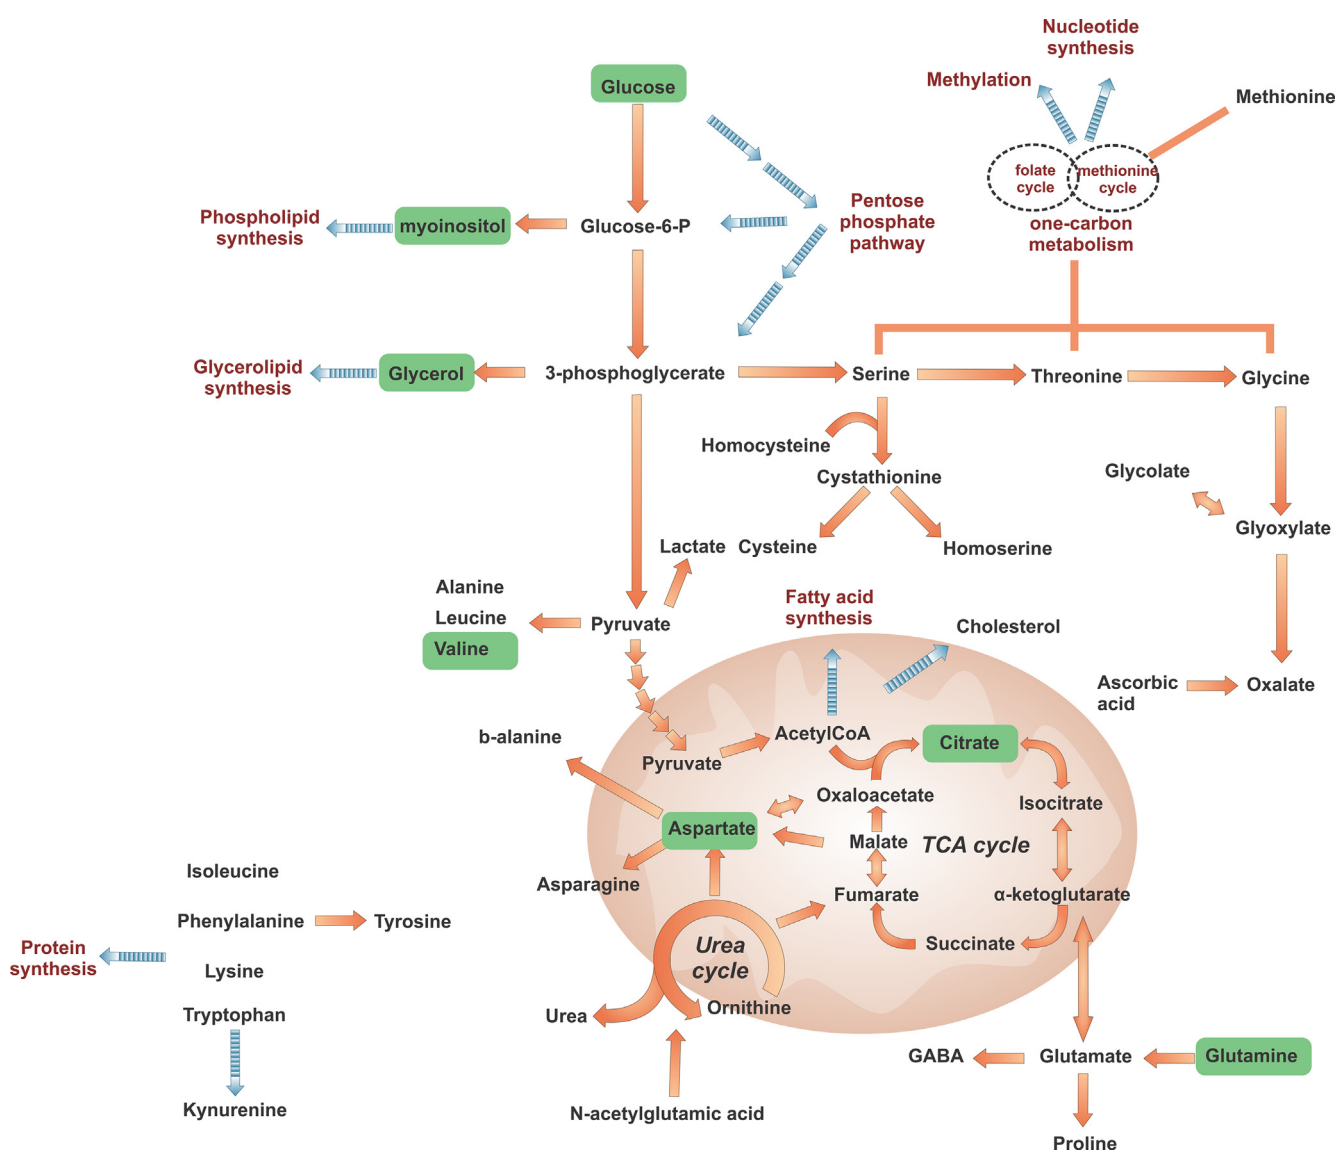 Nucleotide
synthesis
Methylation
Methionine
Glucose
folate
cycle
methionine
cycle
one-carbon
metabolism
Phospholipid
synthesis
myoinositol
Glucose-6-P
Pentose
phosphate
pathway
Glycerolipid
synthesis
Glycerol
3-phosphoglycerate
Serine
Threonine
Glycine
Homocysteine
Cystathionine
Glycolate
Glyoxylate
Lactate
Cysteine
Homoserine
Alanine
Leucine
Valine
Pyruvate
Fatty acid
synthesis
Cholesterol
Ascorbic
acid
Oxalate
b-alanine
Pyruvate
AcetylCoA
Citrate
Oxaloacetate
Isocitrate
Aspartate
Malate
TCA cycle
Asparagine
Fumarate
α-ketoglutarate
Isoleucine
Phenylalanine
Tyrosine
Protein
synthesis
Lysine
Tryptophan
Kynurenine
Urea
cycle
Succinate
Urea
Ornithine
N-acetylglutamic acid
GABA
Glutamate
Glutamine
Proline